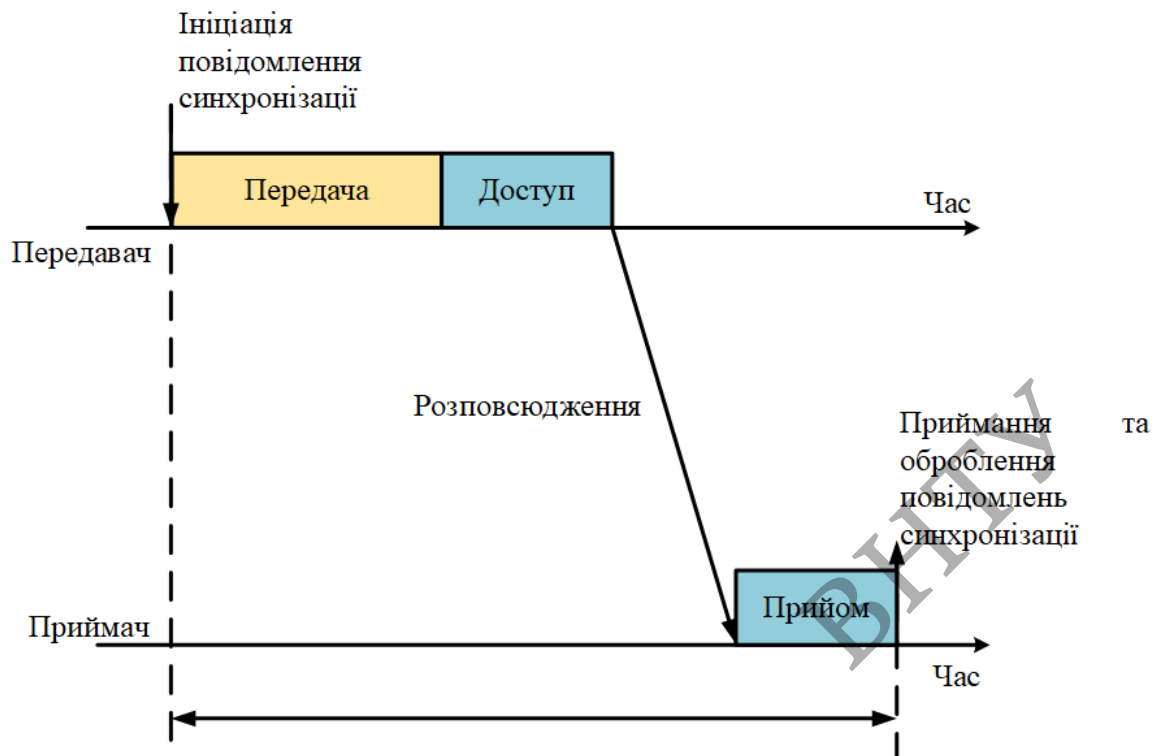 Ініціація
повідомлення
синхронізації
Передача
Доступ
Час
Передавач
Розповсюдження
Приймання та
оброблення
повідомлень
синхронізації
ВНТУ
Прийом
Приймач
Час